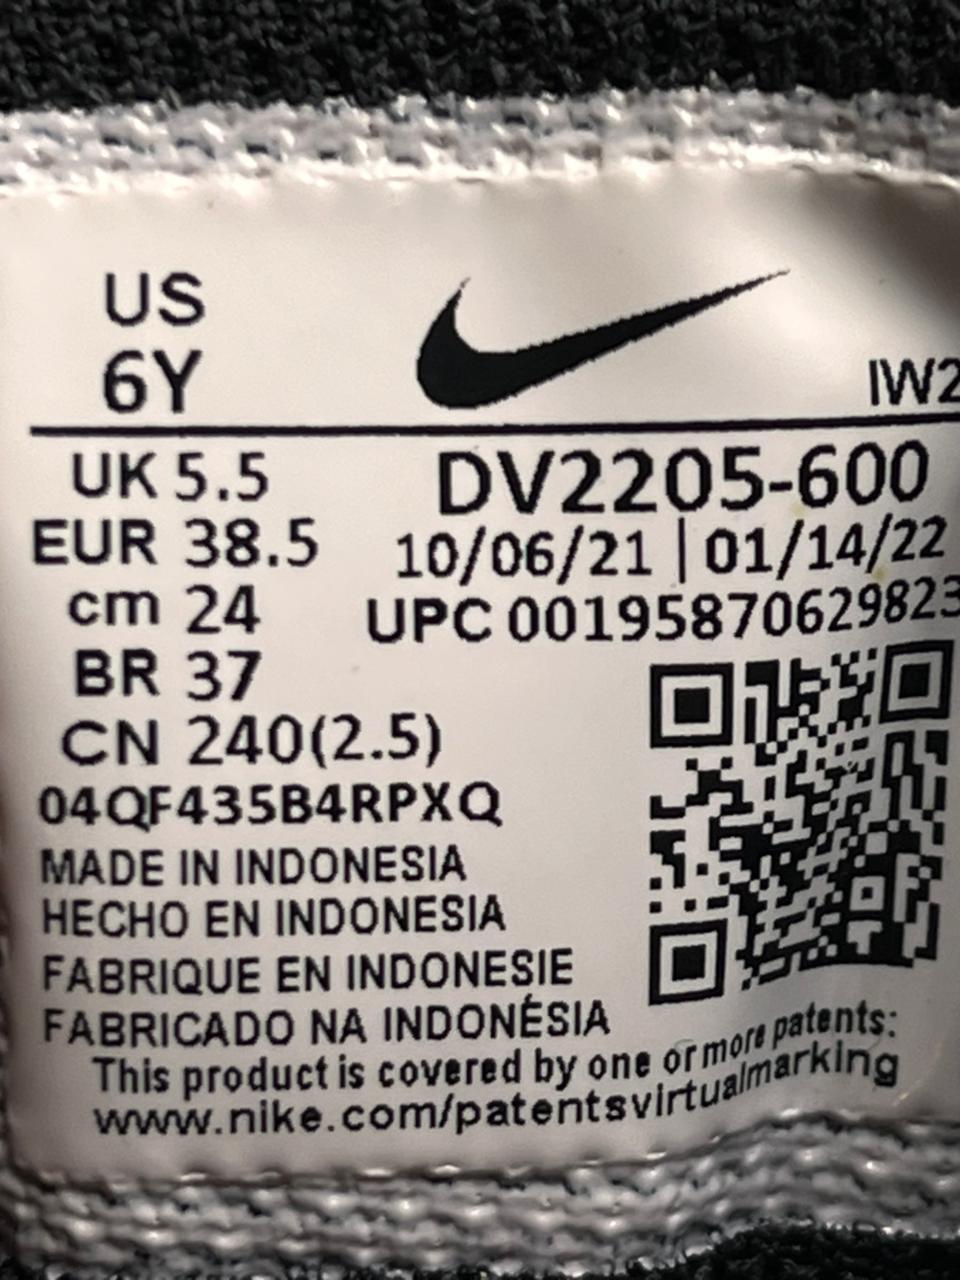 US
6Y
IW2
UK 5.5
EUR 38.5
cm 24
BR 37
CN 240(2.5)
DV2205-600
10/06/21 | 01/14/22
UPC 00195870629823
04QF435B4RPXQ
MADE IN INDONESIA
HECHO EN INDONESIA
FABRIQUE EN INDONESIE
FABRICADO NA INDONÉSIA
This product is covered by one or more patents:
www.nike.com/patentsvirtualmarking